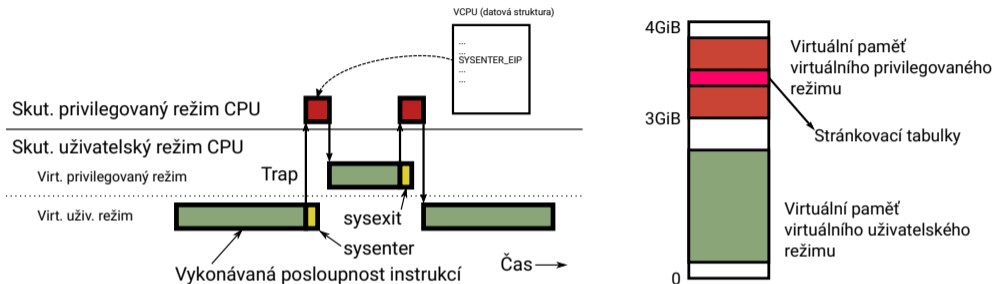 VCPU (datová struktura)
...
...
SYSENTER_EIP
...
...
Skut. privilegovaný režim CPU
Skut. uživatelský režim CPU
Virt. privilegovaný režim
Trap
sysexit
Virt. uživ. režim
sysenter
Vykonávaná posloupnost instrukcí
Čas
4GiB
Virtuální paměť
virtuálního privilegovaného
režimu
3GiB
Stránkovací tabulky
Virtuální paměť
virtuálního uživatelského
režimu
0